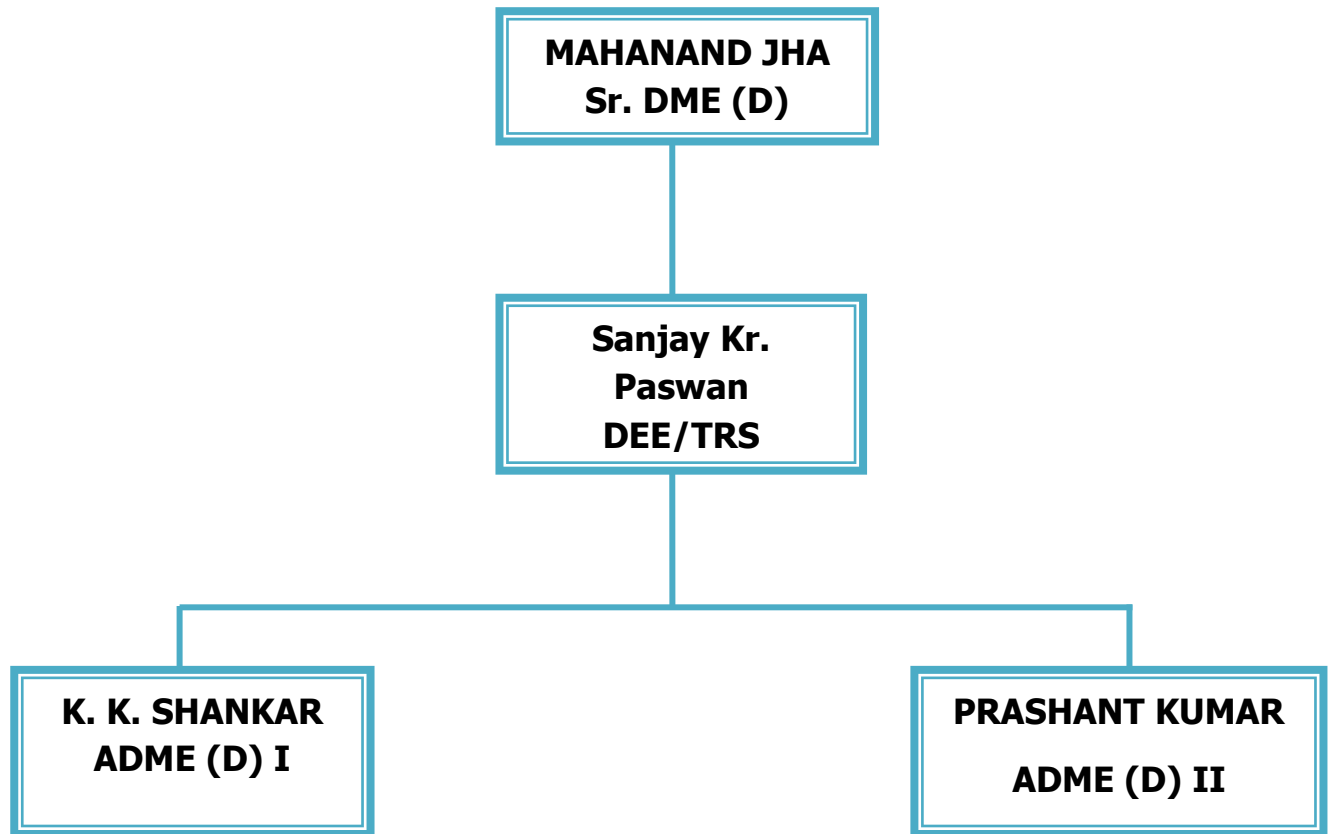 MAHANAND JHA
Sr. DME (D)
Sanjay Kr.
Paswan
DEE/TRS
K. K. SHANKAR
ADME (D) I
PRASHANT KUMAR
ADME (D) II